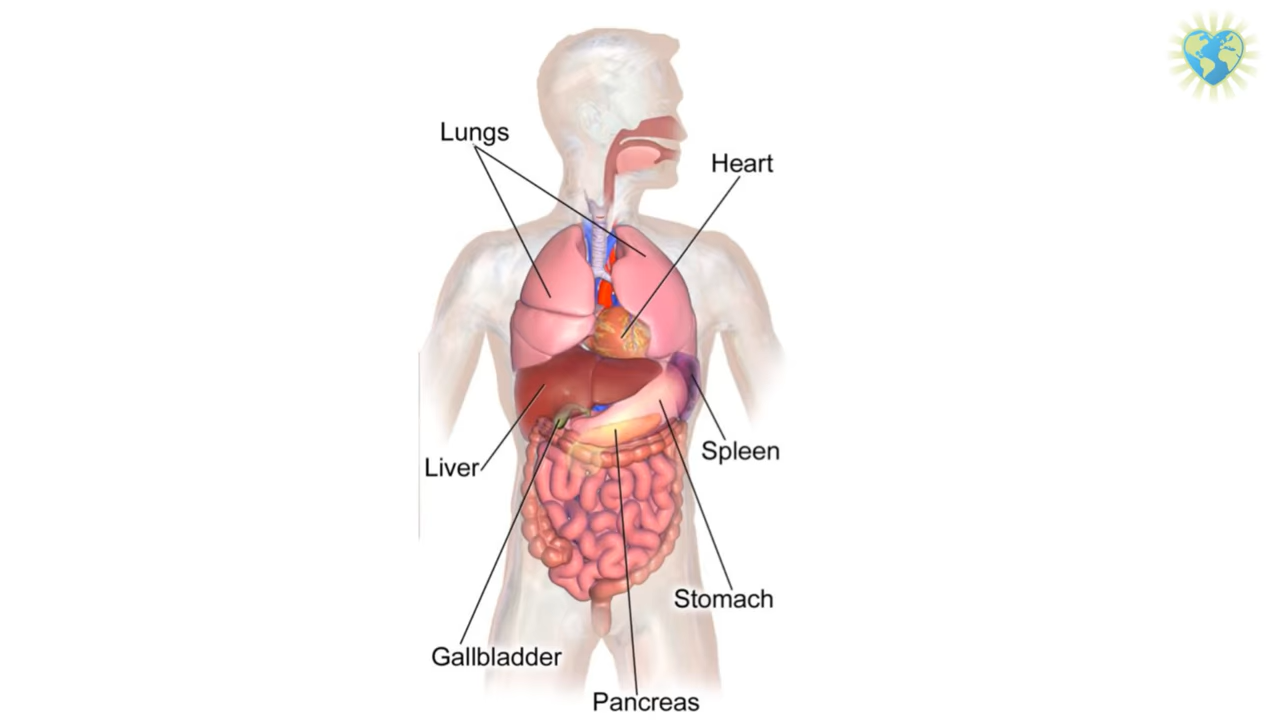 Lungs
Heart
Spleen
Liver
Stomach
Gallbladder
Pancreas